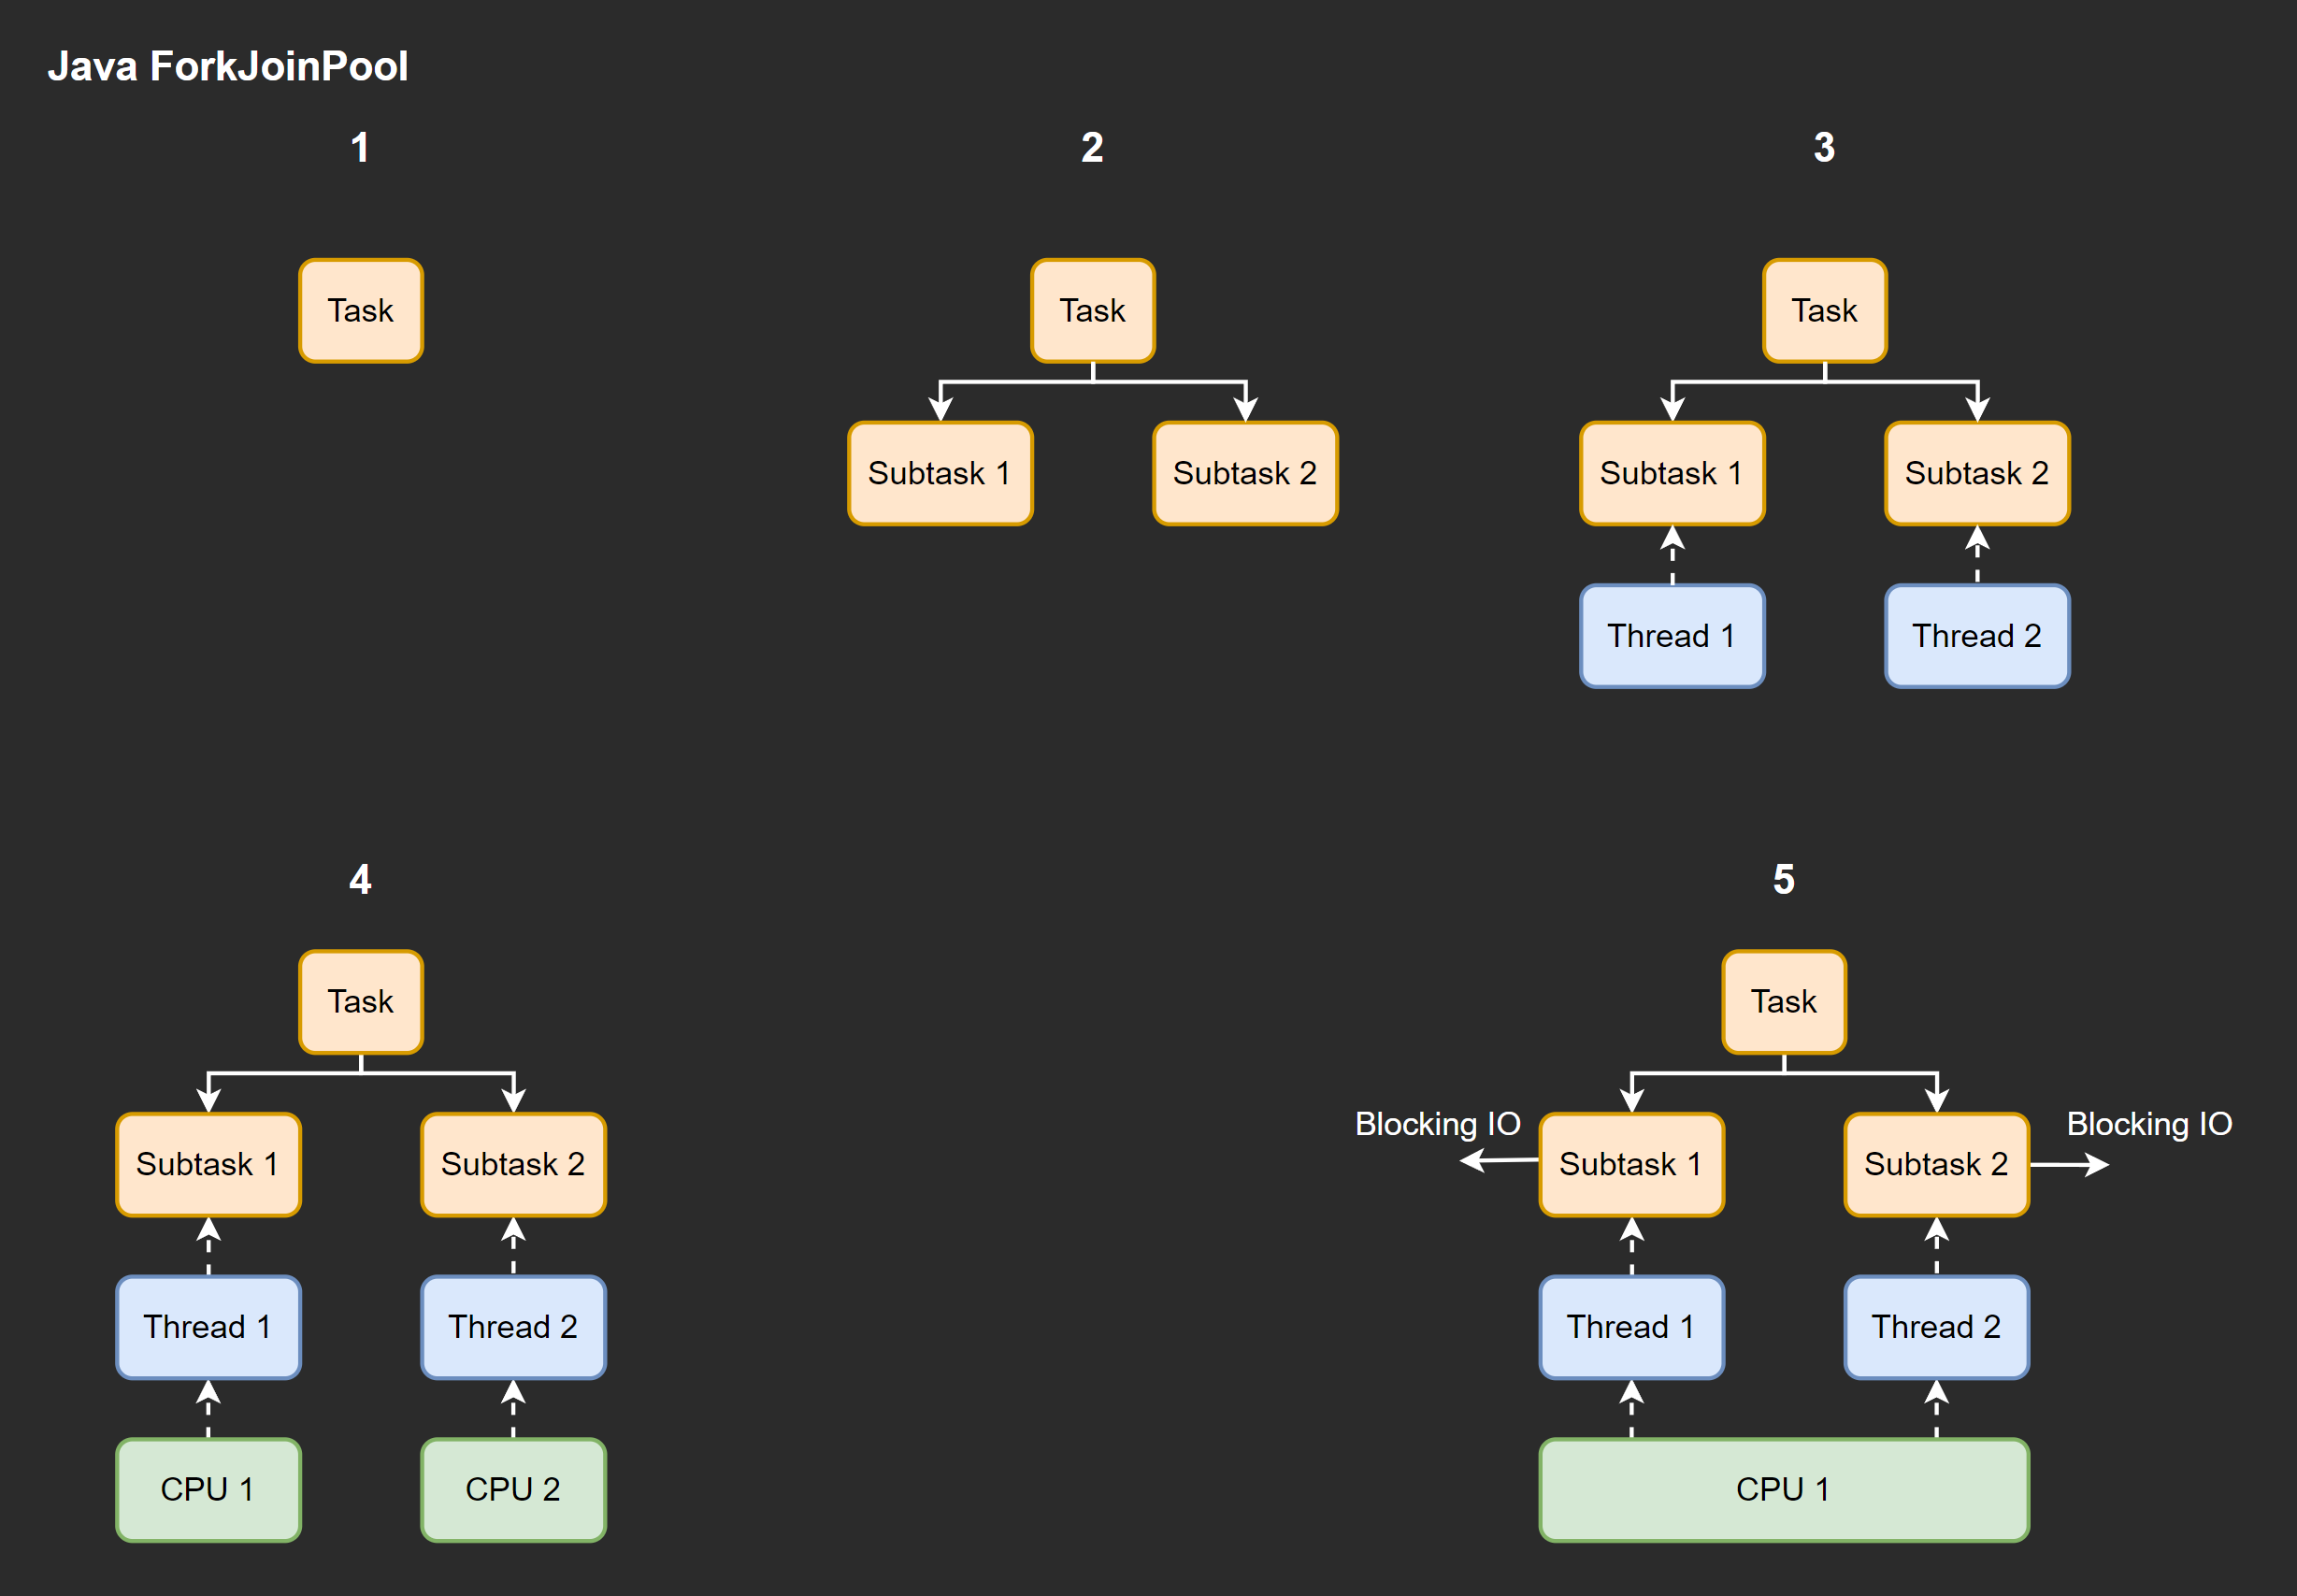 Java ForkJoinPool
1
2
3
Task
Task
Task
Subtask 1
Subtask 2
Subtask 1
Subtask 2
Thread 1
Thread 2
4
5
Task
Task
Blocking IO
Blocking IO
Subtask 1
Subtask 2
Subtask 1
Subtask 2
Thread 1
Thread 2
Thread 1
Thread 2
CPU 1
CPU 2
CPU 1